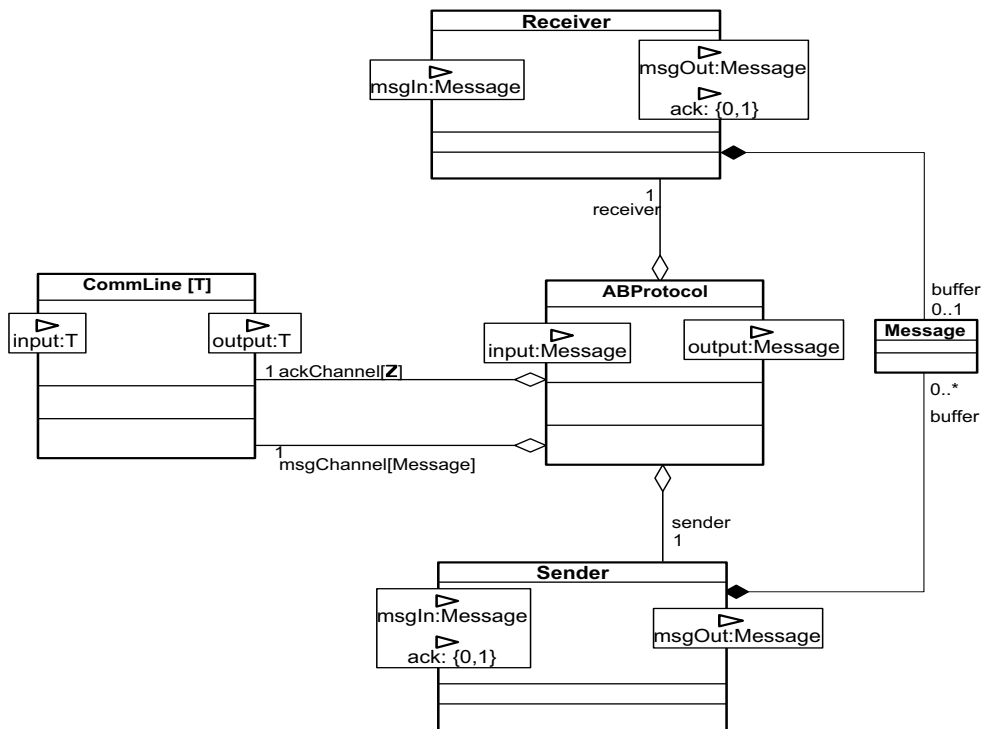 Receiver
msgIn:Message
msgOut:Message
ack: {0,1}
1
receiver
CommLine [T]
input:T
output:T
ABProtocol
input:Message
output:Message
buffer
0..1
Message
0..*
buffer
1 ackChannel[Z]
1
msgChannel[Message]
sender
1
Sender
msgIn:Message
ack: {0,1}
msgOut:Message